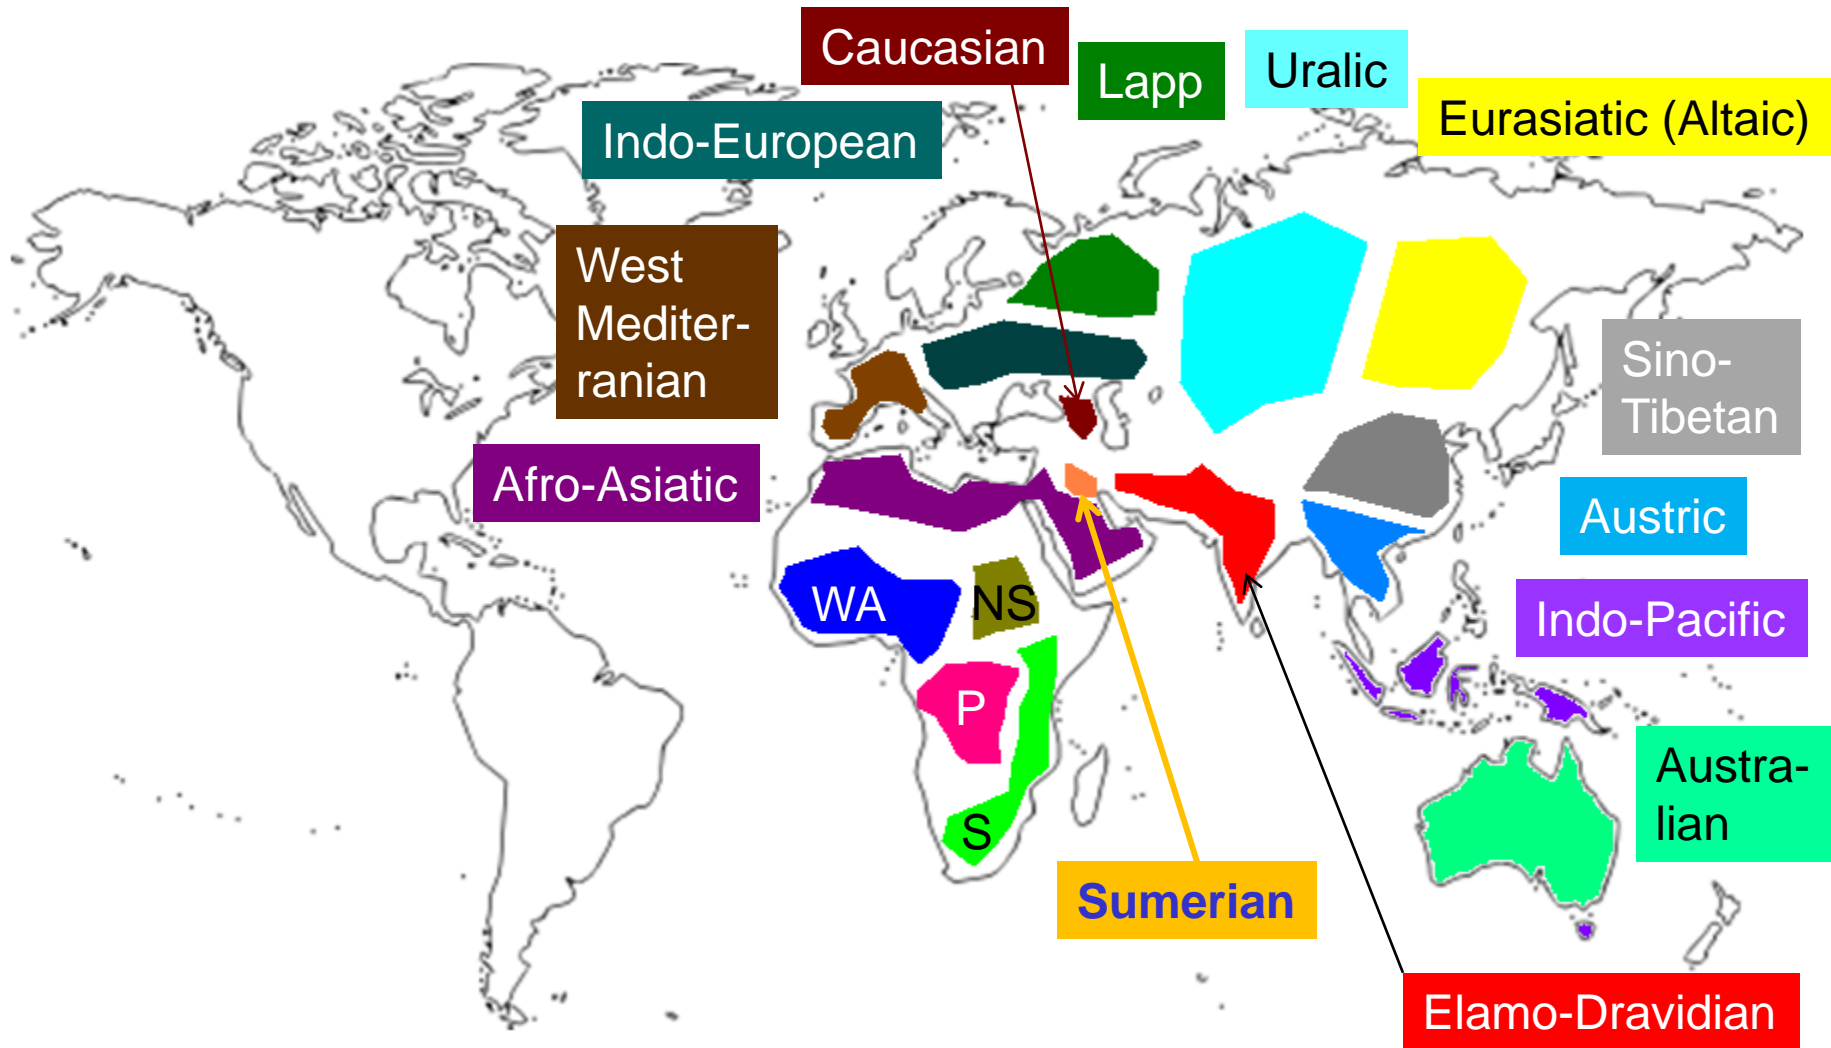 Caucasian
Lapp
Uralic
Eurasiatic (Altaic)
Indo-European
West
Mediter-
ranian
Sino-
Tibetan
Afro-Asiatic
Austric
WA
NS
Indo-Pacific
P
Austra-
lian
S
Sumerian
Elamo-Dravidian